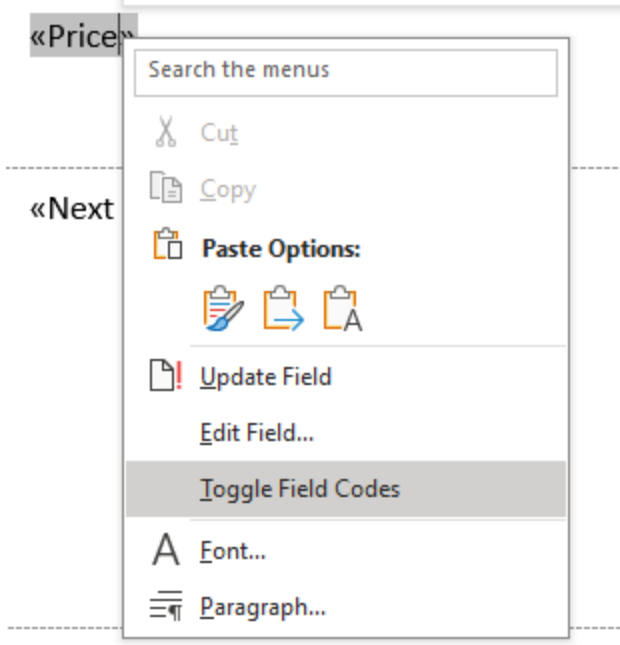 «Price»
Search the menus
Cut
Copy
«Next
Paste Options:
Update Field
Edit Field...
Toggle Field Codes
Font...
Paragraph...